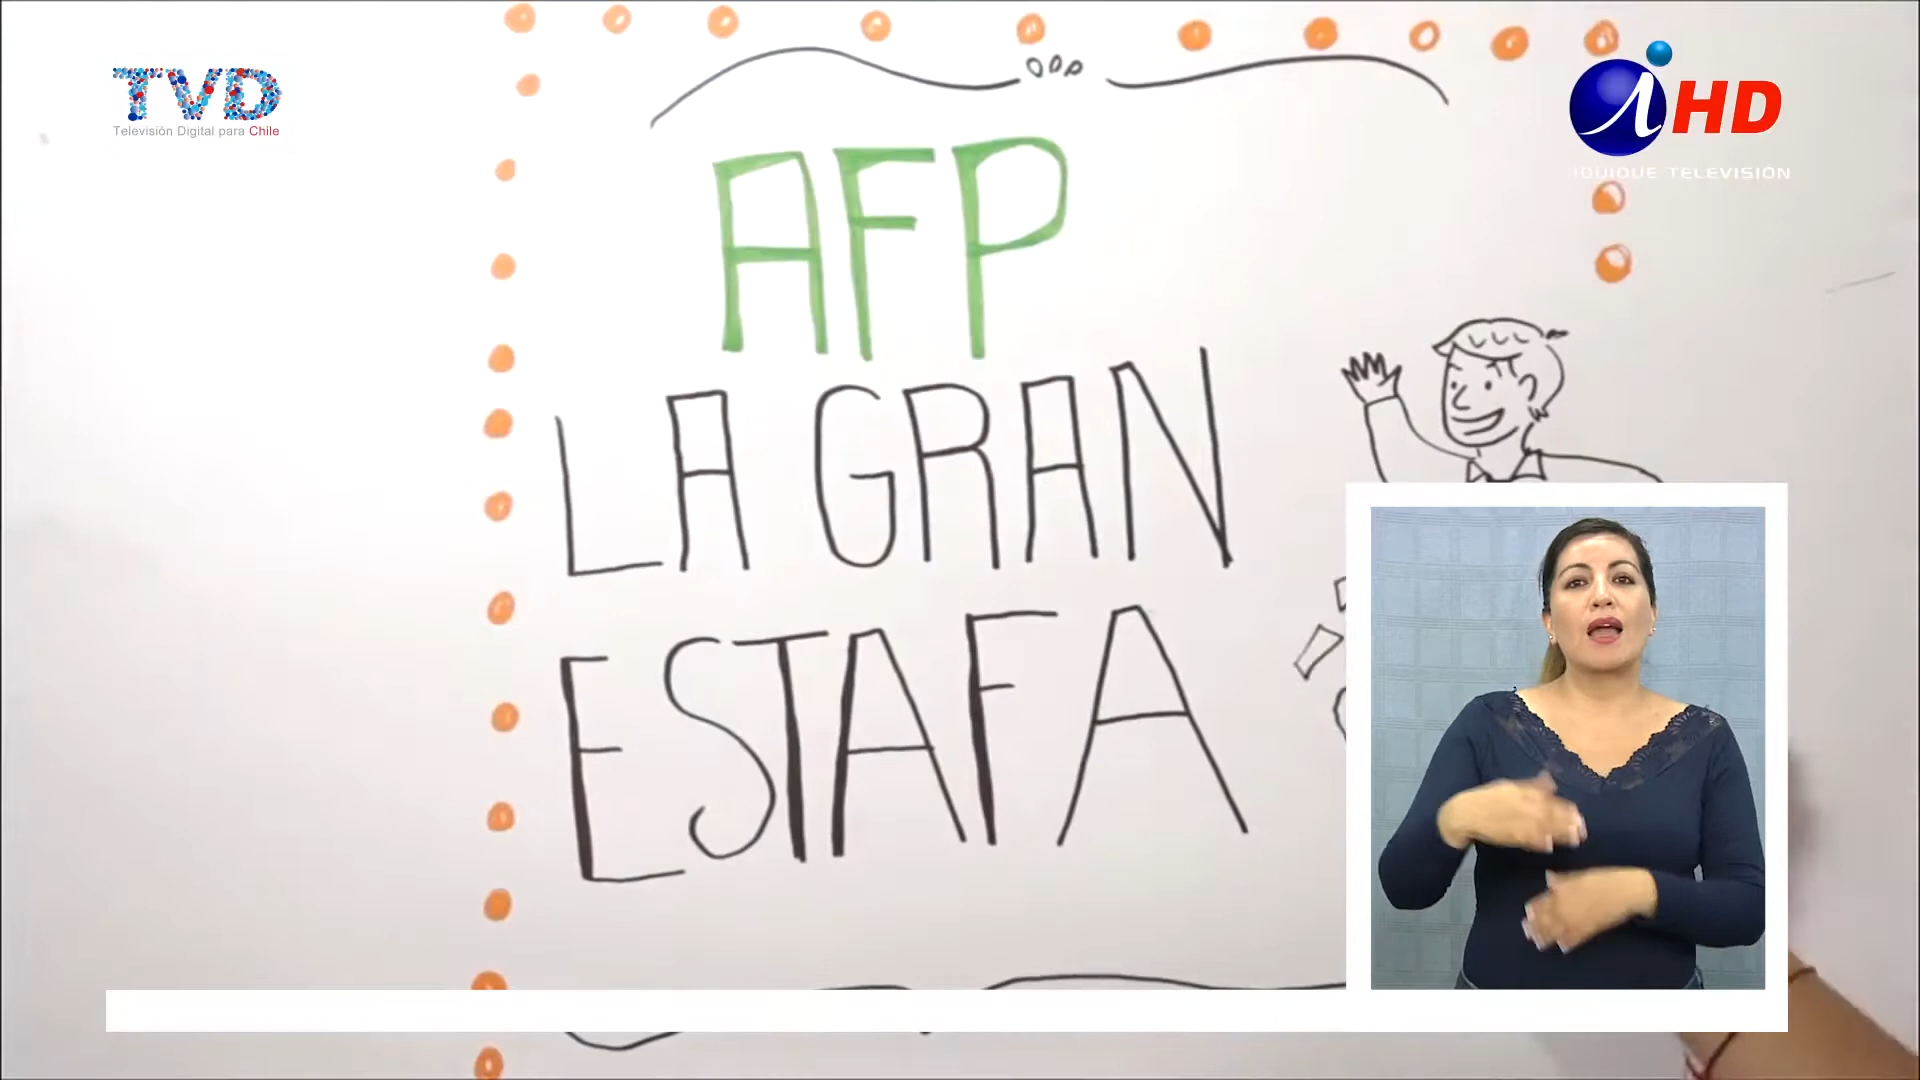 TVD
Televisión Digital para Chile
HD
IQUIQUE TELEVISIÓN
AFP
LA GRAN
ESTAFA